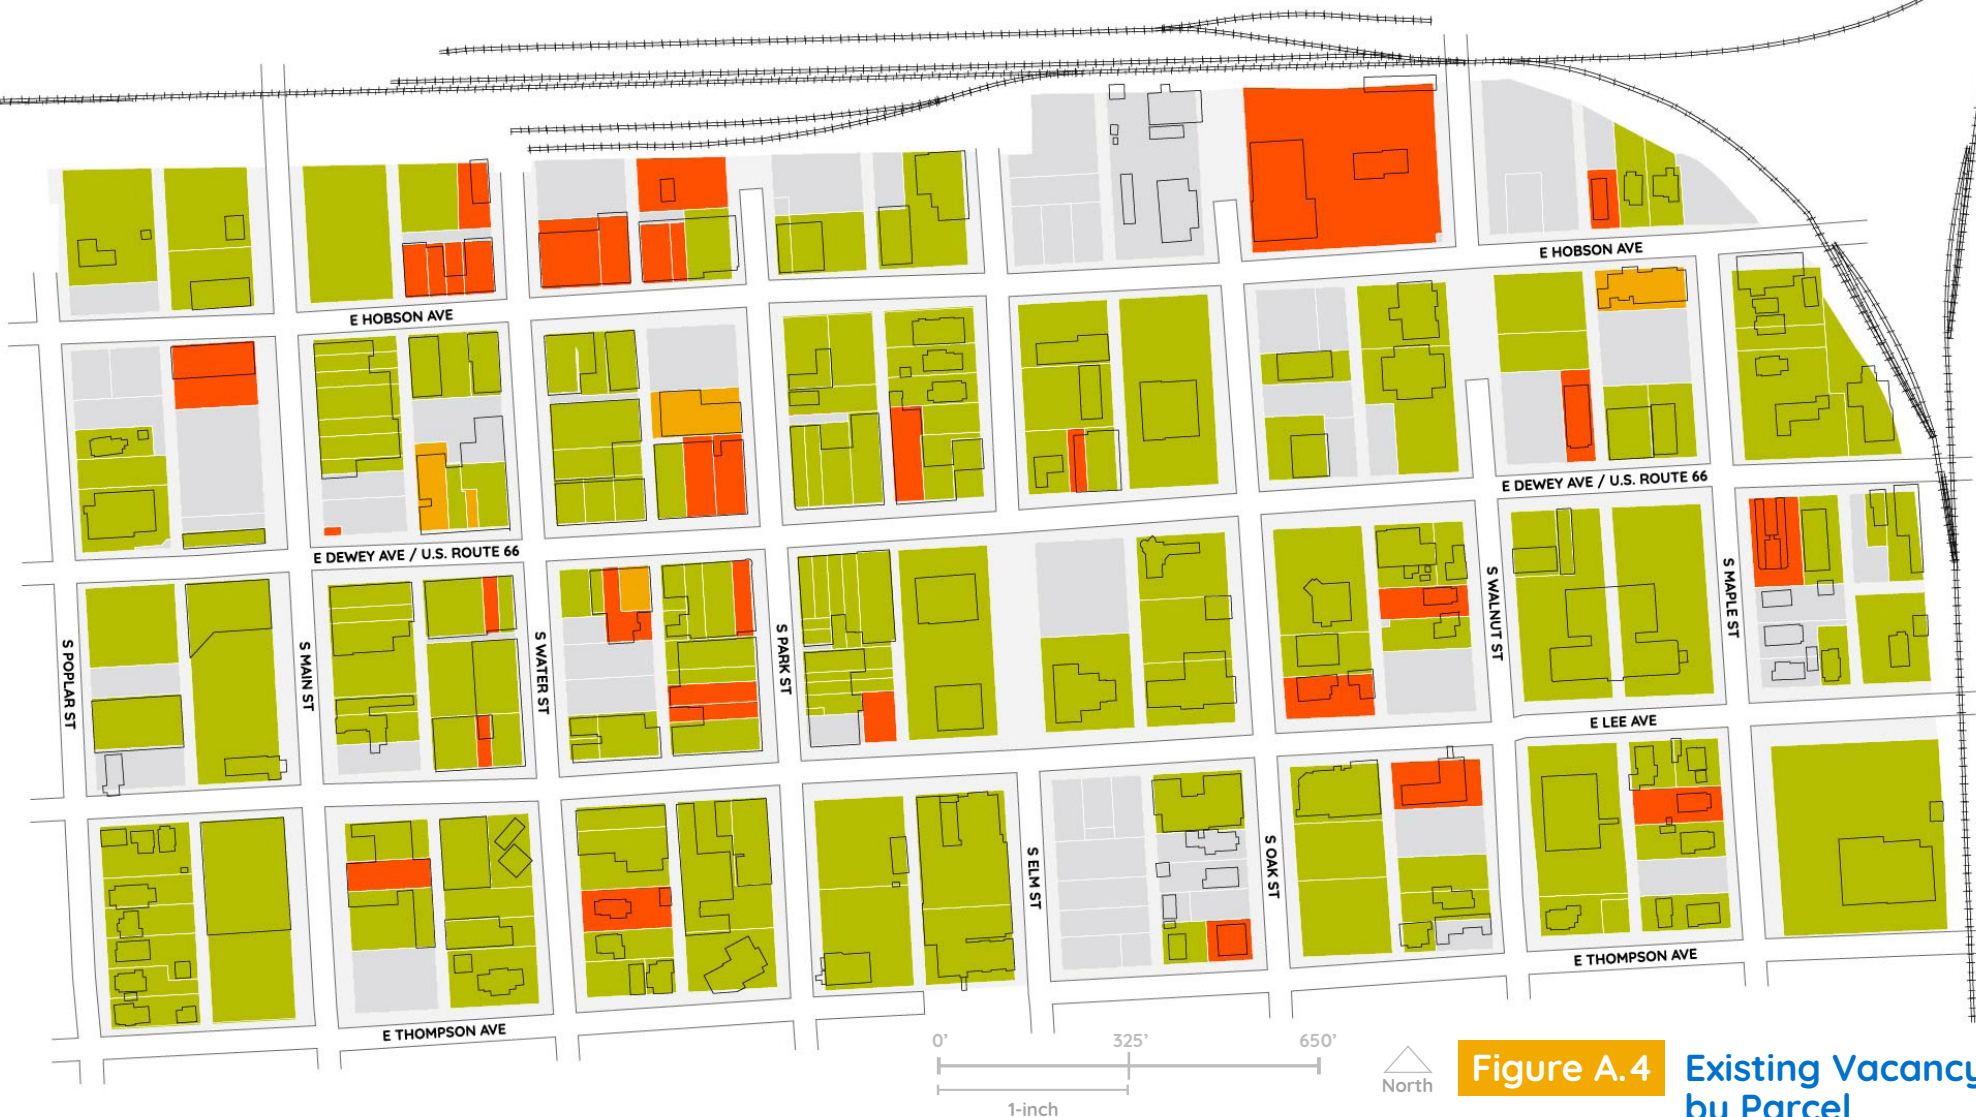 E HOBSON AVE
E HOBSON AVE
E DEWEY AVE / U.S. ROUTE 66
E DEWEY AVE / U.S. ROUTE 66
S POPLAR ST
S MAIN ST
S WATER ST
S PARK ST
S WALNUT ST
S MAPLE ST
E LEE AVE
S ELM ST
S OAK ST
E THOMPSON AVE
E THOMPSON AVE
0' 325' 650'
1-inch
North
Figure A.4 Existing Vacancy
by Parcel